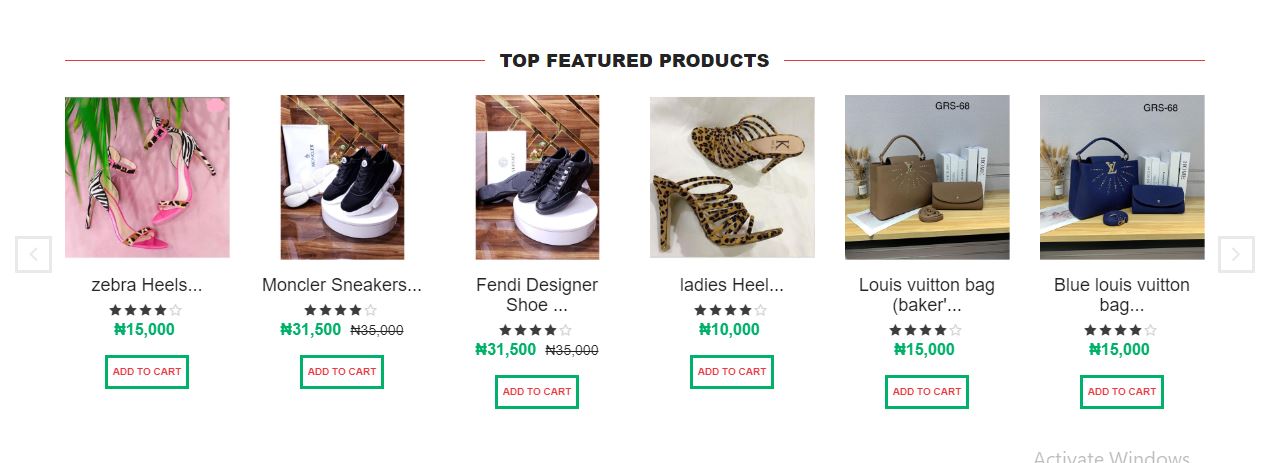 TOP FEATURED PRODUCTS
GRS-68
GRS-68
zebra Heels...
₦15,000
ADD TO CART
Moncler Sneakers...
₦31,500 ₦35,000
ADD TO CART
Fendi Designer
Shoe ...
₦31,500 ₦35,000
ADD TO CART
ladies Heel...
₦10,000
ADD TO CART
Louis vuitton bag
(baker'...
₦15,000
ADD TO CART
Blue louis vuitton
bag...
₦15,000
ADD TO CART
Activate Windows